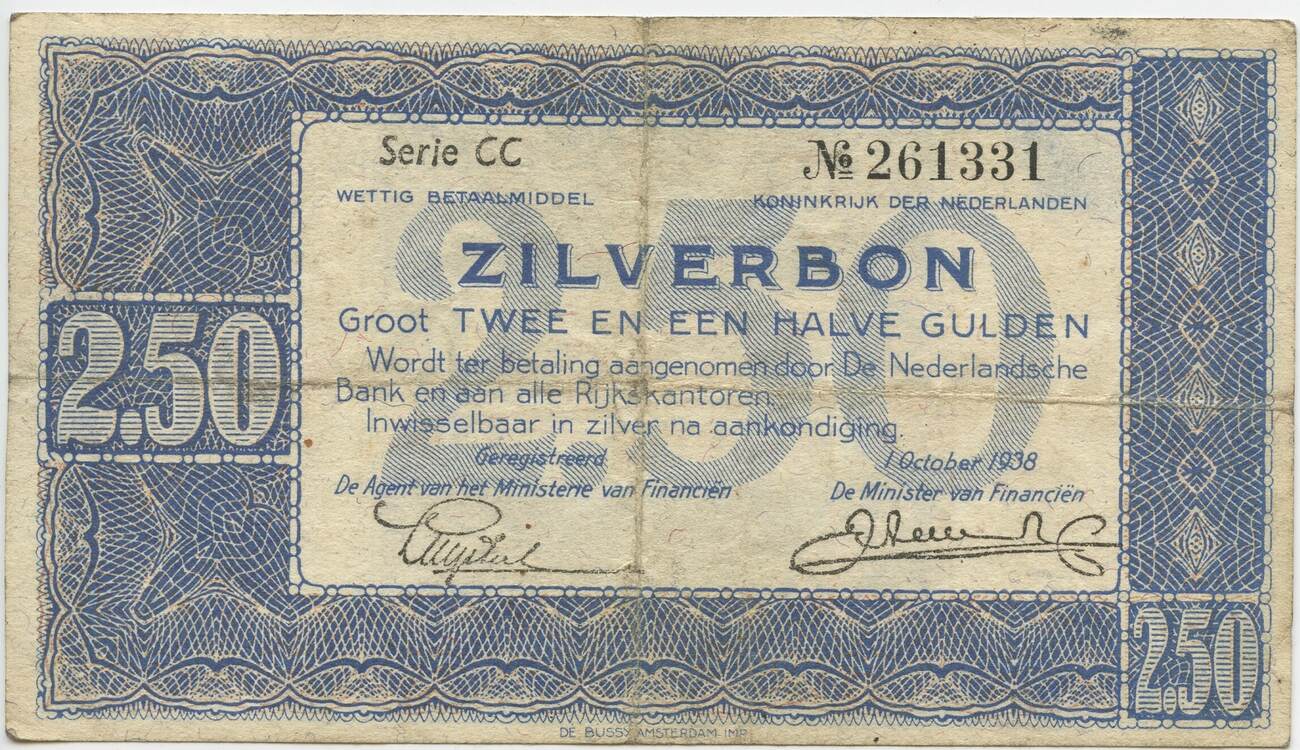 Serie CC
№ 261331
WETTIG BETAALMIDDEL
KONINKRIJK DER NEDERLANDEN
ZILVERBON
Groot TWEE EN EEN HALVE GULDEN
Wordt ter betaling aangenomen door De Nederlandsche
Bank en aan alle Rijkskantoren.
Inwisselbaar in zilver na aankondiging.
2.50
2.50
Geregistreerd
1 October 1938
De Agent van het Ministerie van Financiën
De Minister van Financiën
2.50
DE BUSSY AMSTERDAM IMP.